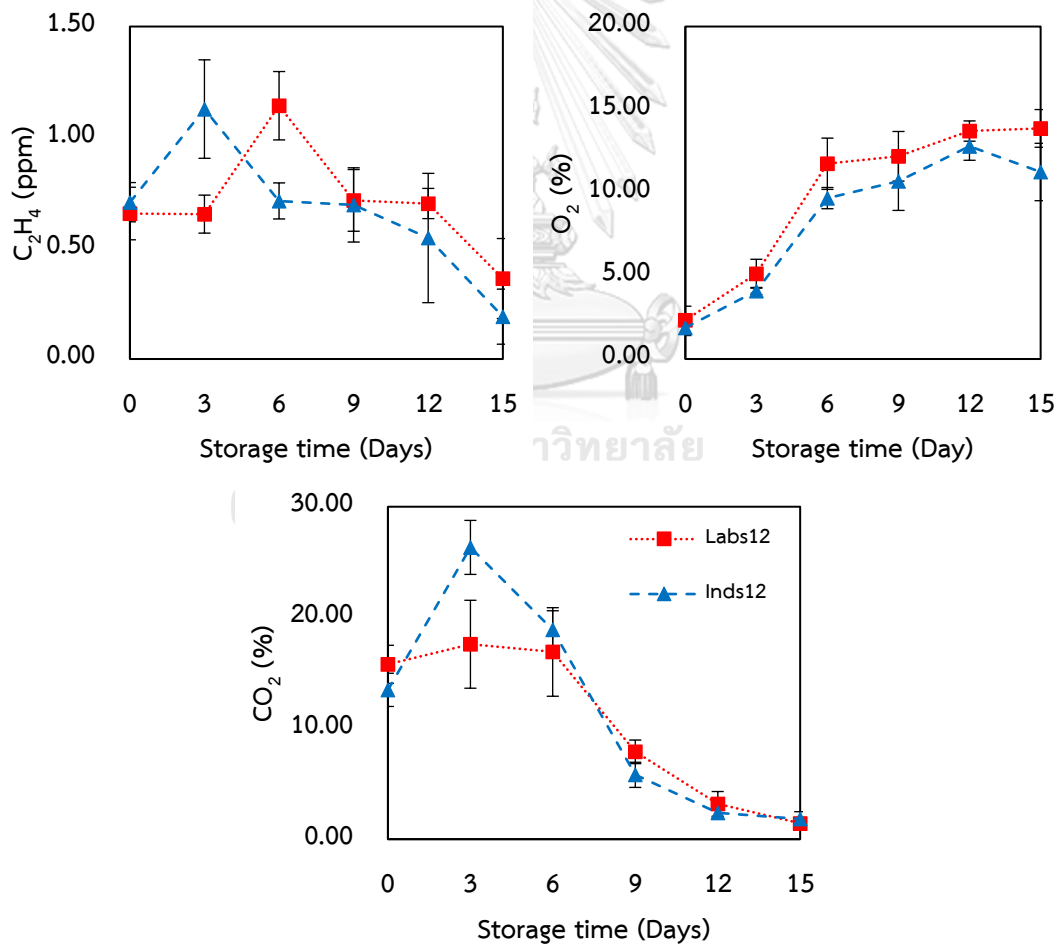 1.50
1.00
0.50
0.00
C₂H₄ (ppm)
0 3 6 9 12 15
Storage time (Days)
20.00
15.00
10.00
5.00
0.00
O₂ (%)
0 3 6 9 12 15
Storage time (Day)
าวิทยาลัย
30.00
20.00
10.00
0.00
CO₂ (%)
Labs12
Inds12
0 3 6 9 12 15
Storage time (Days)